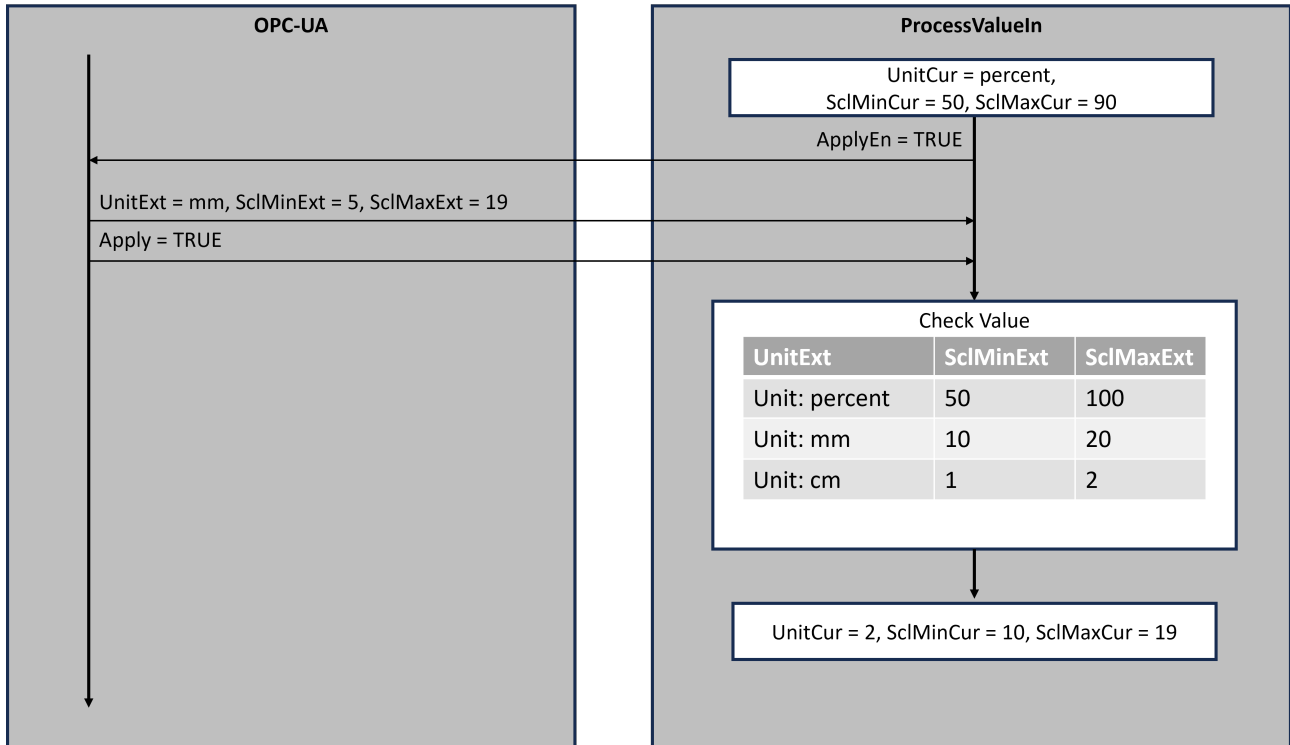 OPC-UA
ProcessValueIn
UnitCur = percent,
SclMinCur = 50, SclMaxCur = 90
ApplyEn = TRUE
UnitExt = mm, SclMinExt = 5, SclMaxExt = 19
Apply = TRUE
Check Value
UnitExt SclMinExt SclMaxExt
Unit: percent 50 100
Unit: mm 10 20
Unit: cm 1 2
UnitCur = 2, SclMinCur = 10, SclMaxCur = 19